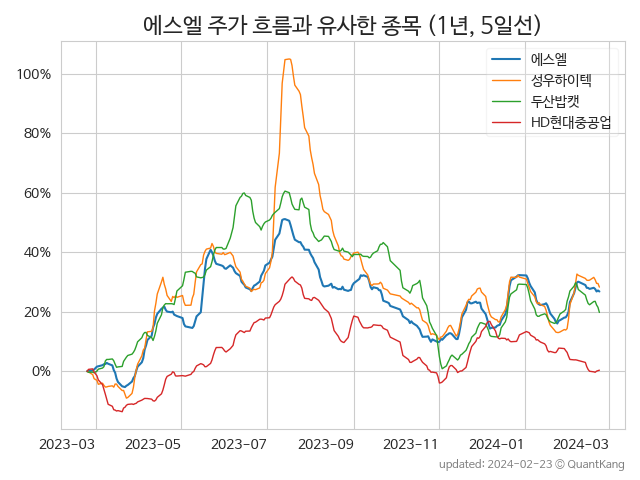 에스엘 주가 흐름과 유사한 종목 (1년, 5일선)
에스엘
성우하이텍
두산밥캣
HD현대중공업
100%
80%
60%
40%
20%
0%
2023-03 2023-05 2023-07 2023-09 2023-11 2024-01 2024-03
updated: 2024-02-23 © QuantKang